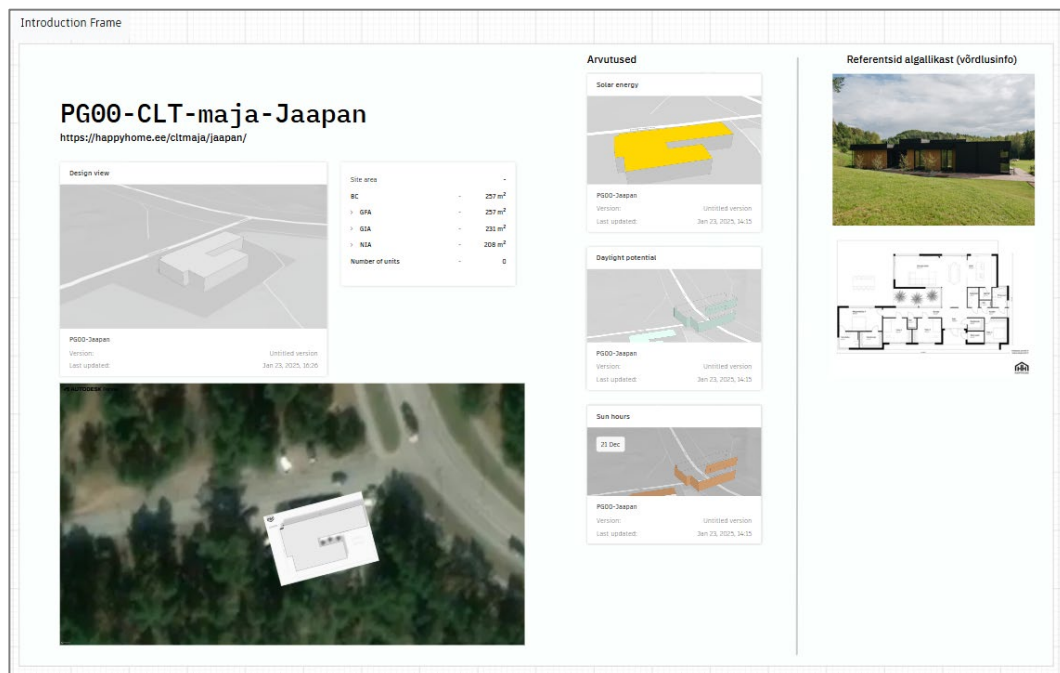 Introduction Frame
PG00-CLT-maja-Jaapan
https://happyhome.ee/cltmaja/jaapan/
Design view
PG00-Jaapan
Version: Untitled version
Last updated: Jan 23, 2025, 16:26
Site area -
BC - 257 m²
> GFA - 257 m²
> GIA - 231 m²
> NIA - 208 m²
Number of units - 0
AUTODESK
Arvutused
Solar energy
PG00-Jaapan
Version: Untitled version
Last updated: Jan 23, 2025, 14:15
Daylight potential
PG00-Jaapan
Version: Untitled version
Last updated: Jan 23, 2025, 14:15
Sun hours
21 Dec
PG00-Jaapan
Version: Untitled version
Last updated: Jan 23, 2025, 14:15
Referentsid algallikast (võrdlusinfo)